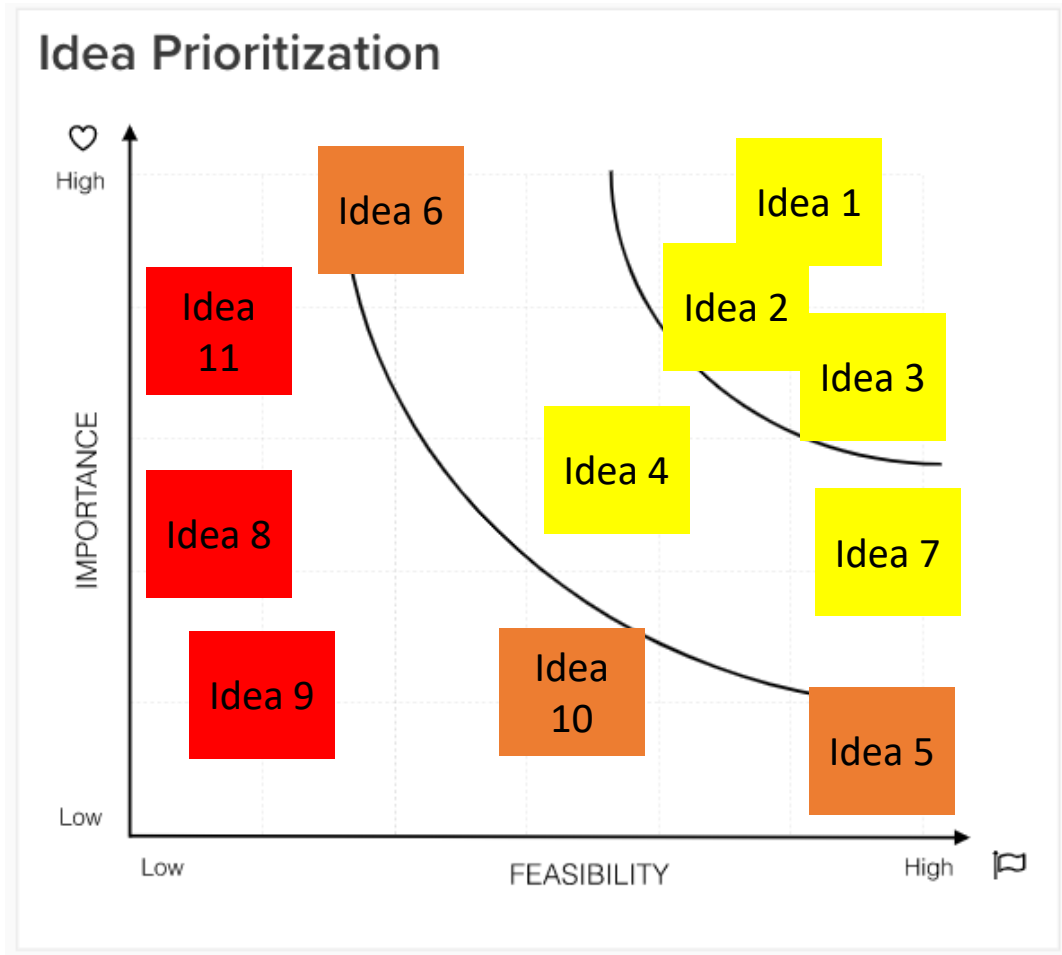 Idea Prioritization
High
Idea 1
Idea 6
Idea 2
Idea
11
Idea 3
Idea 4
IMPORTANCE
Idea 8
Idea 7
Idea 9
Idea
10
Idea 5
Low
Low
FEASIBILITY
High